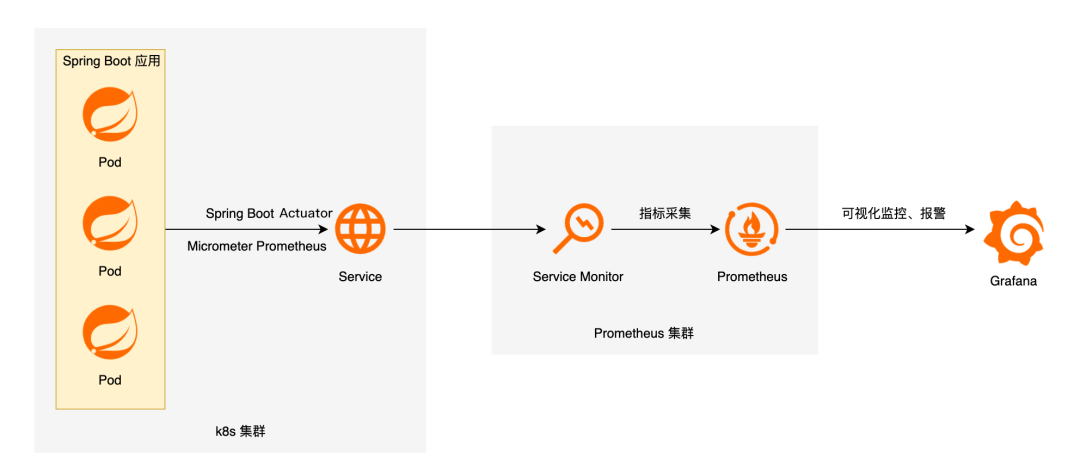 Spring Boot 应用
Pod
Pod
Pod
Spring Boot Actuator
Micrometer Prometheus
Service
k8s 集群
Service Monitor
指标采集
Prometheus
Prometheus 集群
可视化监控、报警
Grafana